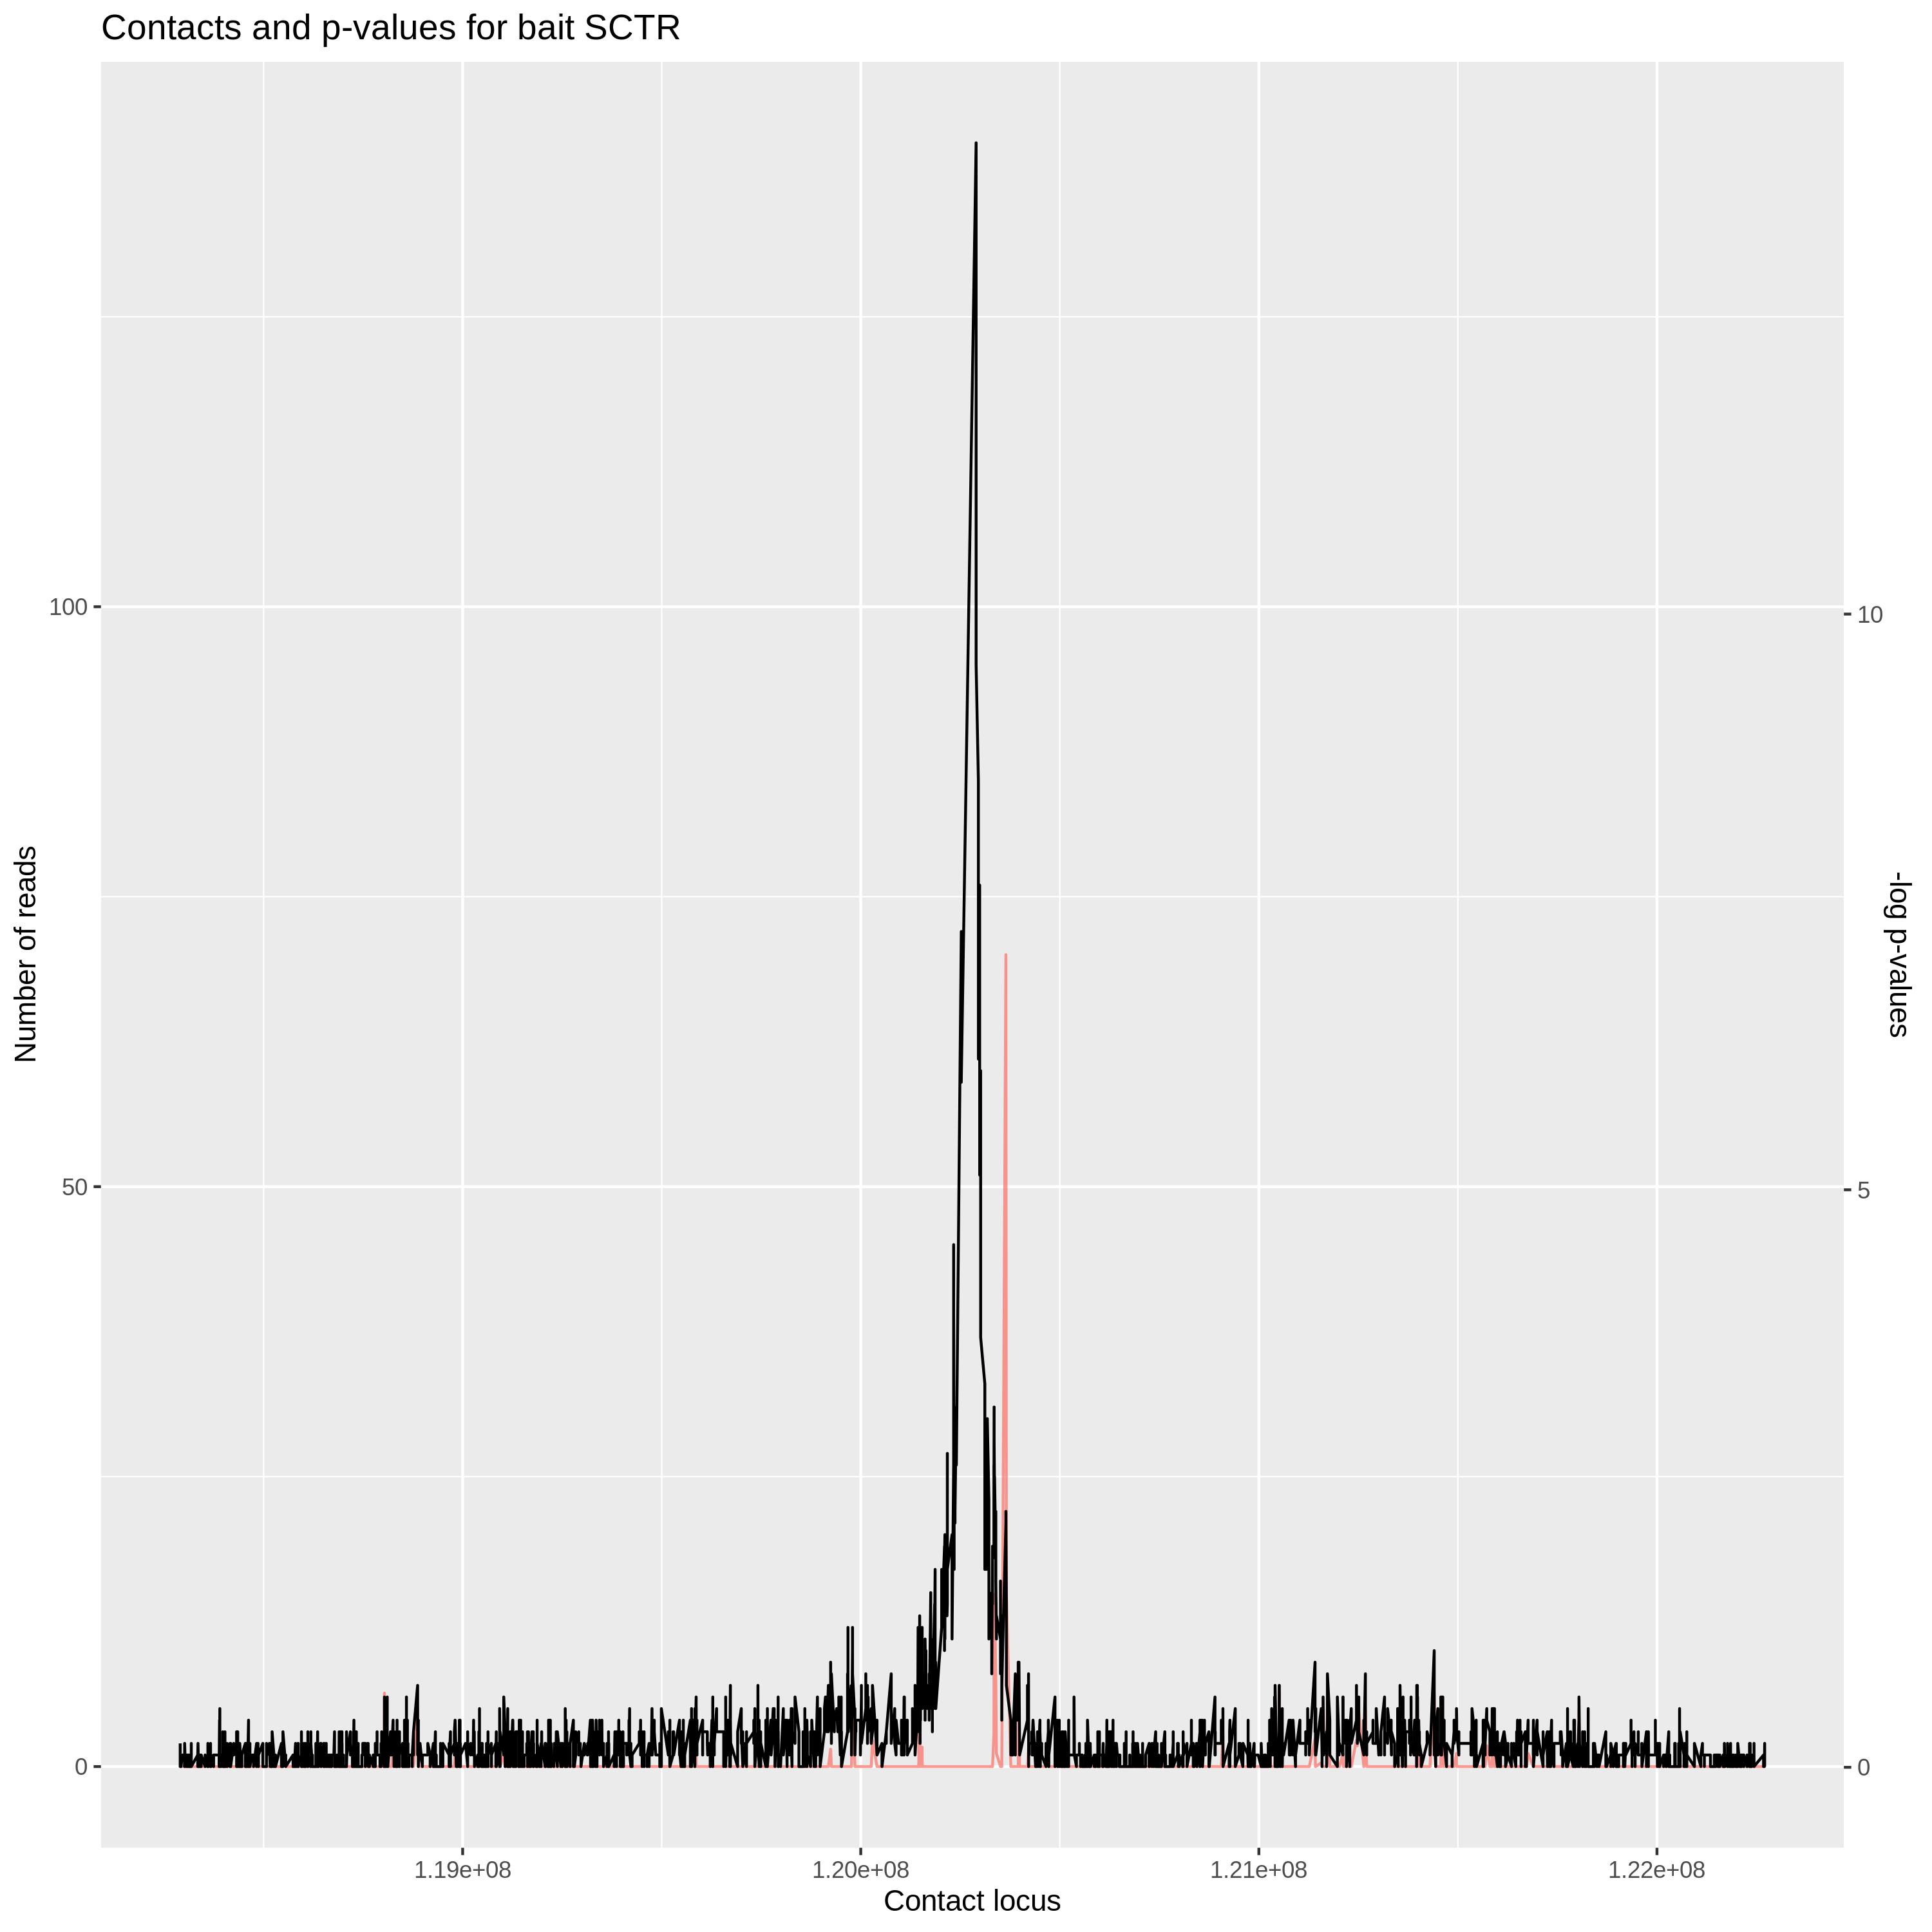 Contacts and p-values for bait SCTR
100
50
0
Number of reads
10
5
0
-log p-values
1.19e+08
1.20e+08
1.21e+08
1.22e+08
Contact locus